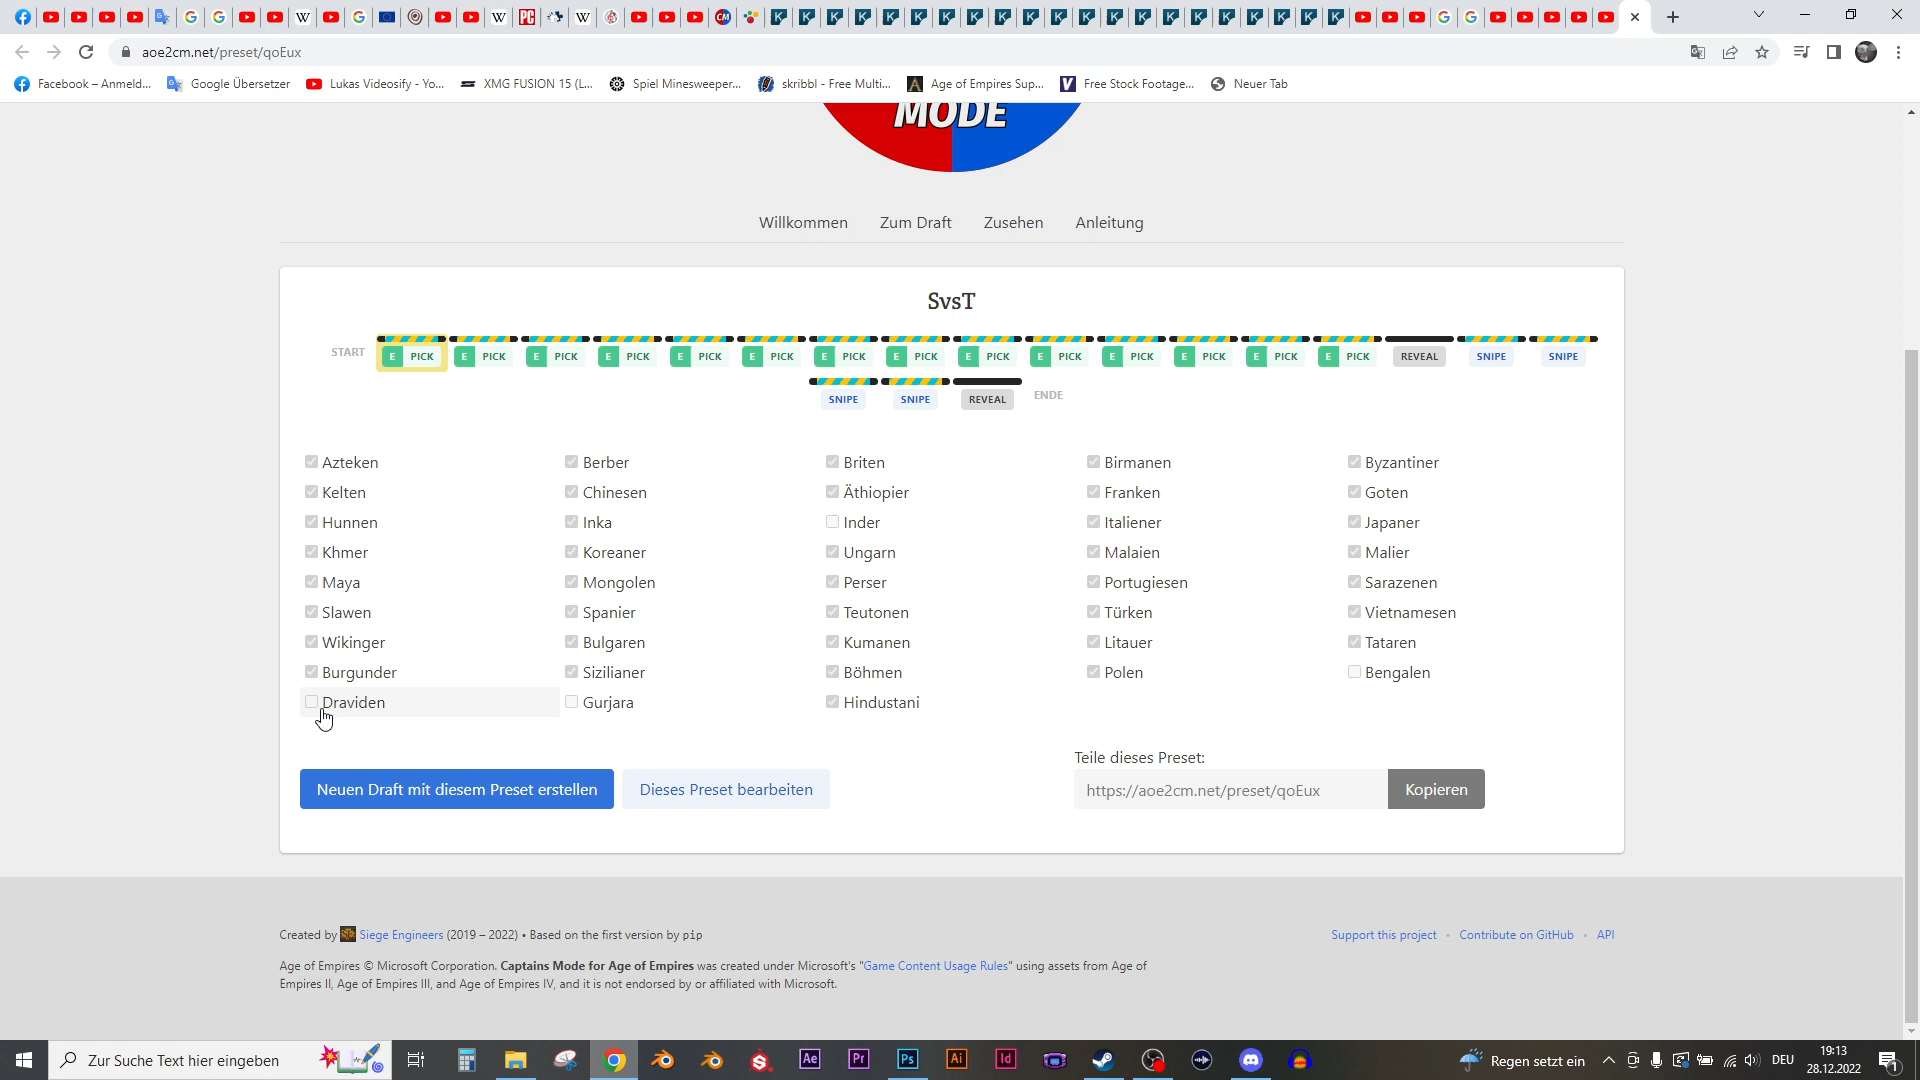 aoe2cm.net/preset/qoEux
Facebook – Anmeld...
Google Übersetzer
Lukas Videosify - Yo...
XMG FUSION 15 (L...
Spiel Minesweeper...
skribbl - Free Multi...
Age of Empires Sup...
Free Stock Footage...
Neuer Tab
MODE
Willkommen Zum Draft Zusehen Anleitung
SvsT
START E PICK E PICK E PICK E PICK E PICK E PICK E PICK E PICK E PICK E PICK E PICK E PICK E PICK E PICK REVEAL SNIPE SNIPE
SNIPE SNIPE REVEAL ENDE
Azteken Berber Briten Birmanen Byzantiner
Kelten Chinesen Äthiopier Franken Goten
Hunnen Inka Inder Italiener Japaner
Khmer Koreaner Ungarn Malaien Malier
Maya Mongolen Perser Portugiesen Sarazenen
Slawen Spanier Teutonen Türken Vietnamesen
Wikinger Bulgaren Kumanen Litauer Tataren
Burgunder Sizilianer Böhmen Polen Bengalen
Draviden Gurjara Hindustani
Teile dieses Preset:
Neuen Draft mit diesem Preset erstellen Dieses Preset bearbeiten https://aoe2cm.net/preset/qoEux Kopieren
Created by Siege Engineers (2019 – 2022) • Based on the first version by pip
Support this project • Contribute on GitHub • API
Age of Empires © Microsoft Corporation. Captains Mode for Age of Empires was created under Microsoft's "Game Content Usage Rules" using assets from Age of
Empires II, Age of Empires III, and Age of Empires IV, and it is not endorsed by or affiliated with Microsoft.
Zur Suche Text hier eingeben
Ae Pr Ps Ai Id
Regen setzt ein
DEU
19:13
28.12.2022
1